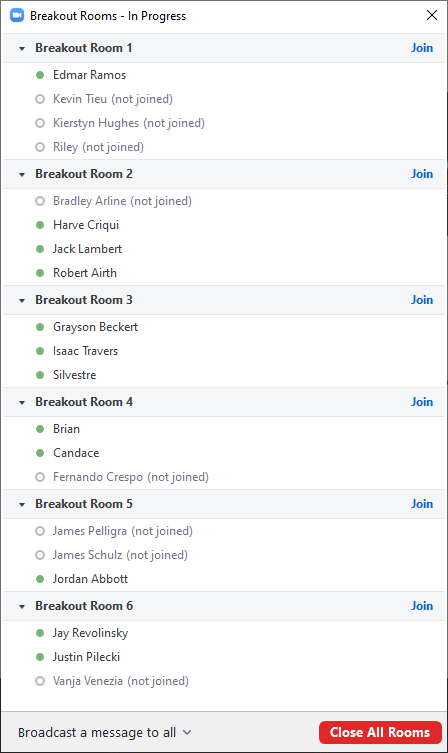 Breakout Rooms - In Progress
Breakout Room 1 Join
Edmar Ramos
Kevin Tieu (not joined)
Kierstyn Hughes (not joined)
Riley (not joined)
Breakout Room 2 Join
Bradley Arline (not joined)
Harve Criqui
Jack Lambert
Robert Airth
Breakout Room 3 Join
Grayson Beckert
Isaac Travers
Silvestre
Breakout Room 4 Join
Brian
Candace
Fernando Crespo (not joined)
Breakout Room 5 Join
James Pelligra (not joined)
James Schulz (not joined)
Jordan Abbott
Breakout Room 6 Join
Jay Revolinsky
Justin Pilecki
Vanja Venezia (not joined)
Broadcast a message to all Close All Rooms